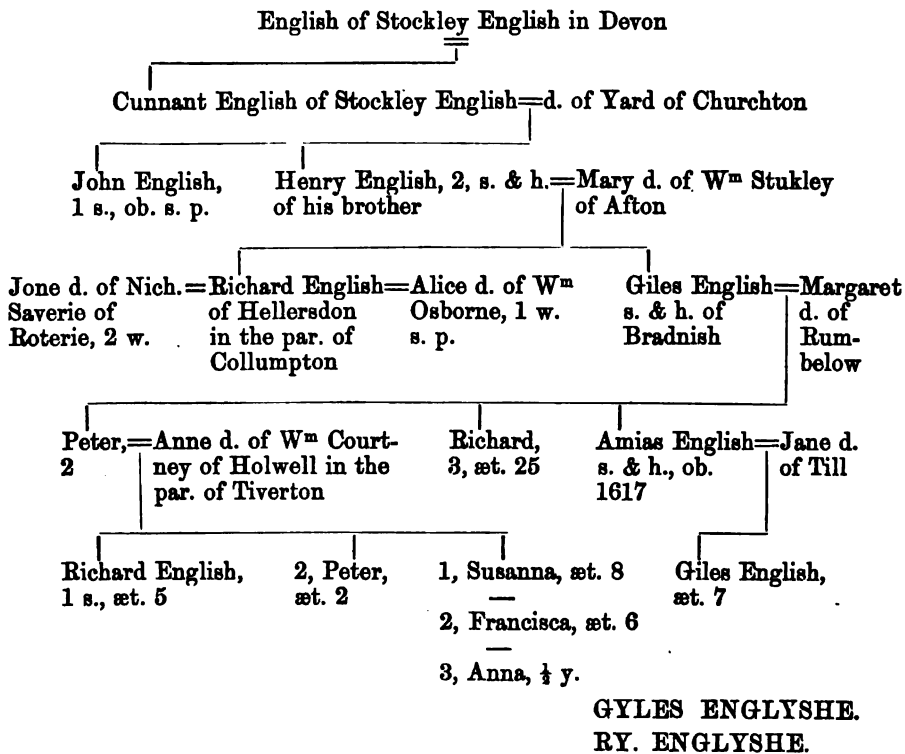 English of Stockley English in Devon
Cunnant English of Stockley English=d. of Yard of Churchton
John English,
1 s., ob. s. p.
Henry English, 2, s. & h.=Mary d. of Wm Stukley
of his brother
of Afton
Jone d. of Nich.=Richard English=Alice d. of Wm
Saverie of
Roterie, 2 w.
of Hellersdon
in the par. of
Collumpton
Osborne, 1 w.
s. p.
Giles English=Margaret
s. & h. of
Bradnish
d. of
Rum-
below
Peter,=Anne d. of Wm Court-
2
ney of Holwell in the
par. of Tiverton
Richard,
3, æt. 25
Amias English=Jane d.
s. & h., ob.
1617
of Till
Richard English,
1 s., æt. 5
2, Peter,
æt. 2
1, Susanna, æt. 8
2, Francisca, æt. 6
3, Anna, ½ y.
Giles English,
æt. 7
GYLES ENGLYSHE.
RY. ENGLYSHE.